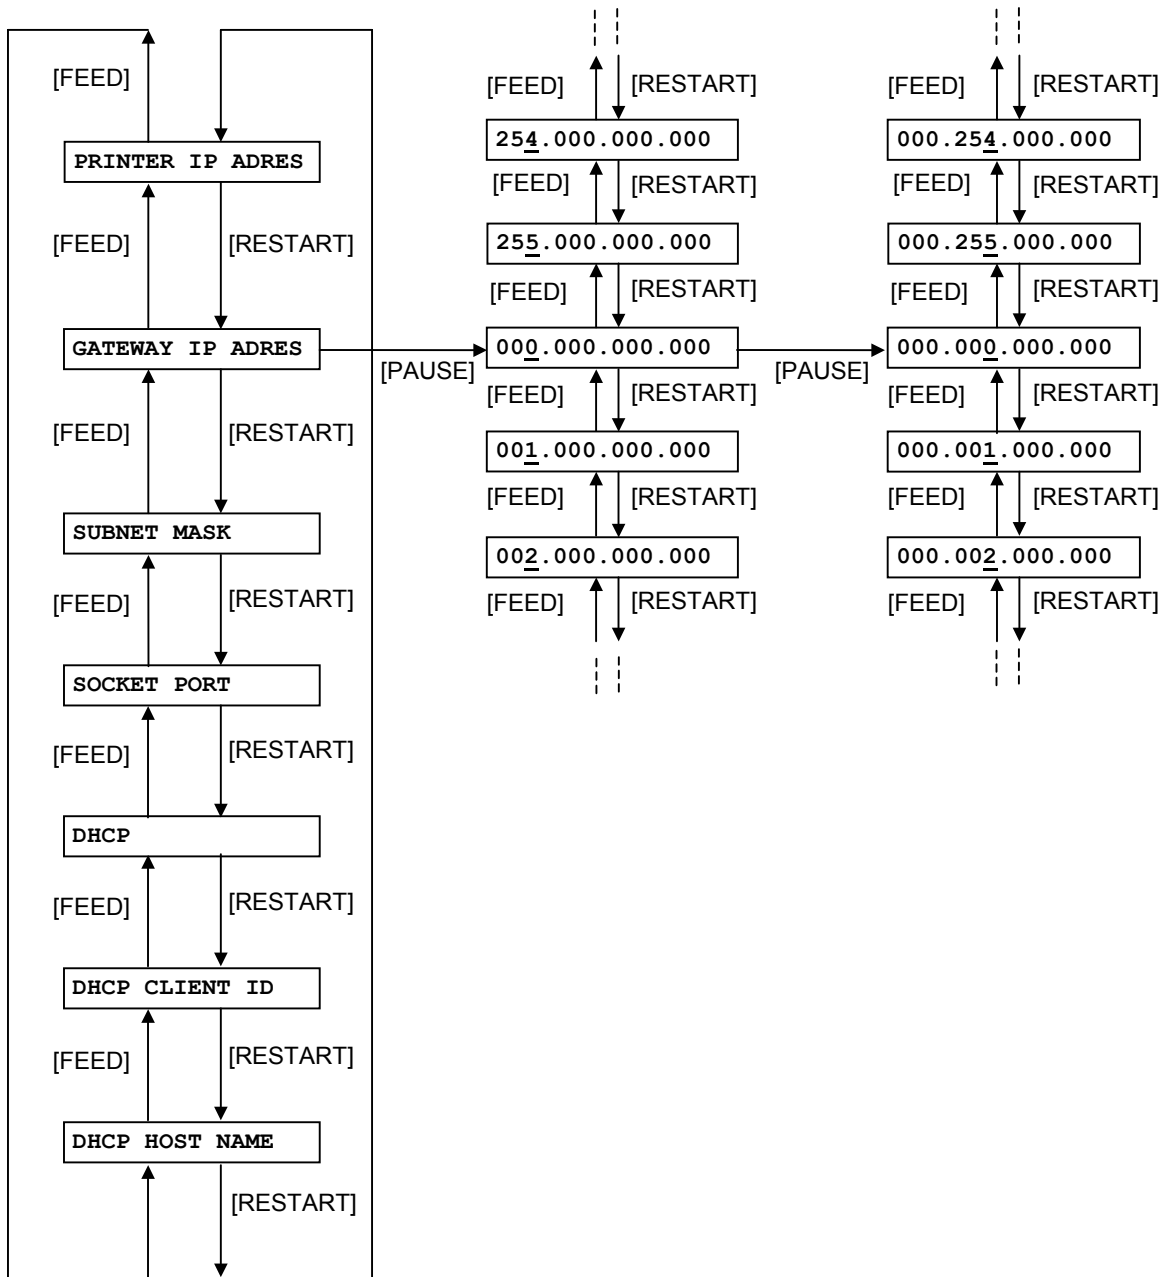 [FEED]
PRINTER IP ADRES
[FEED]
[RESTART]
GATEWAY IP ADRES
[PAUSE]
[FEED]
[RESTART]
SUBNET MASK
[FEED]
[RESTART]
SOCKET PORT
[FEED]
[RESTART]
DHCP
[FEED]
[RESTART]
DHCP CLIENT ID
[FEED]
[RESTART]
DHCP HOST NAME
[RESTART]
[FEED]
[RESTART]
254.000.000.000
[FEED]
[RESTART]
255.000.000.000
[FEED]
[RESTART]
000.000.000.000
[PAUSE]
[FEED]
[RESTART]
001.000.000.000
[FEED]
[RESTART]
002.000.000.000
[FEED]
[RESTART]
[FEED]
[RESTART]
000.254.000.000
[FEED]
[RESTART]
000.255.000.000
[FEED]
[RESTART]
000.000.000.000
[FEED]
[RESTART]
000.001.000.000
[FEED]
[RESTART]
000.002.000.000
[FEED]
[RESTART]